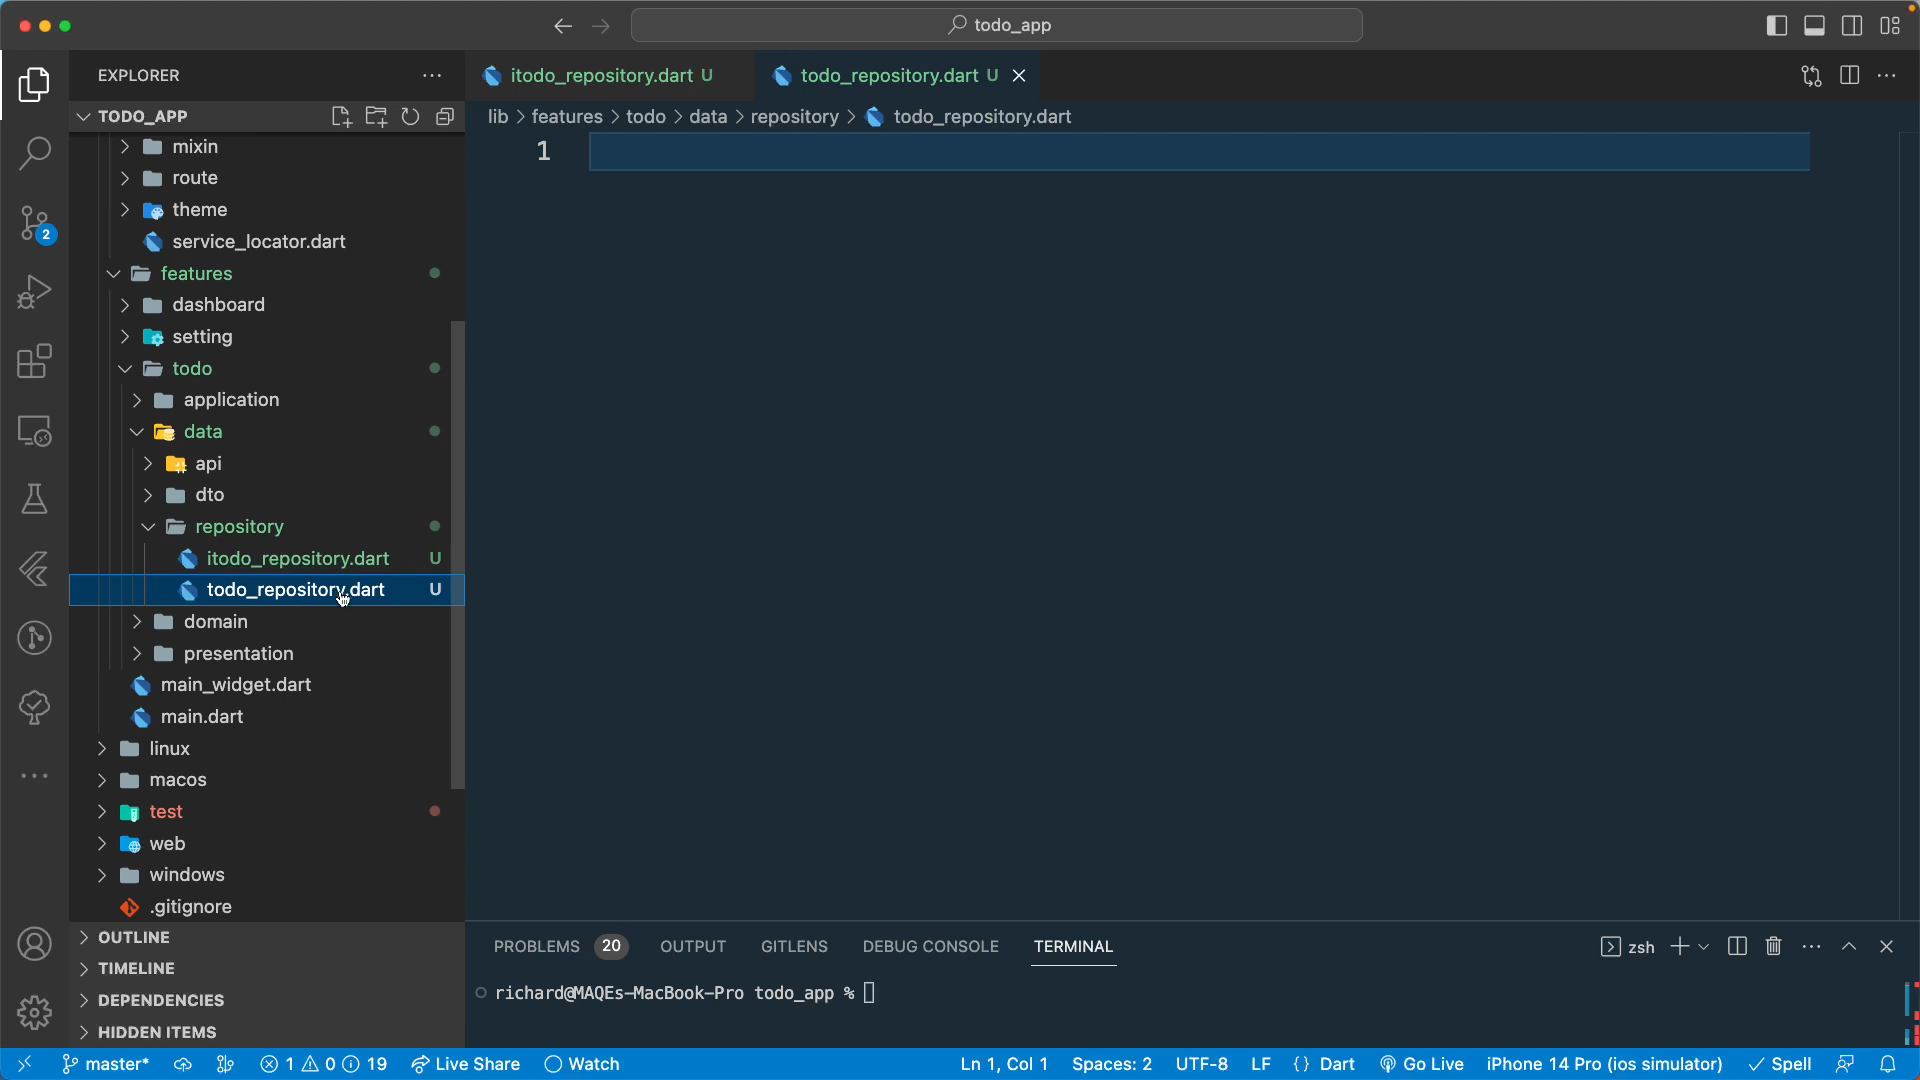 todo_app
EXPLORER
TODO_APP
mixin
route
theme
service_locator.dart
features
dashboard
setting
todo
application
data
api
dto
repository
itodo_repository.dart U
todo_repository.dart U
domain
presentation
main_widget.dart
main.dart
linux
macos
test
web
windows
.gitignore
OUTLINE
TIMELINE
DEPENDENCIES
HIDDEN ITEMS
itodo_repository.dart U
todo_repository.dart U
lib > features > todo > data > repository > todo_repository.dart
1
PROBLEMS 20 OUTPUT GITLENS DEBUG CONSOLE TERMINAL
zsh
richard@MAQEs-MacBook-Pro todo_app %
2
master* 1 0 19 Live Share Watch Ln 1, Col 1 Spaces: 2 UTF-8 LF {} Dart Go Live iPhone 14 Pro (ios simulator) Spell